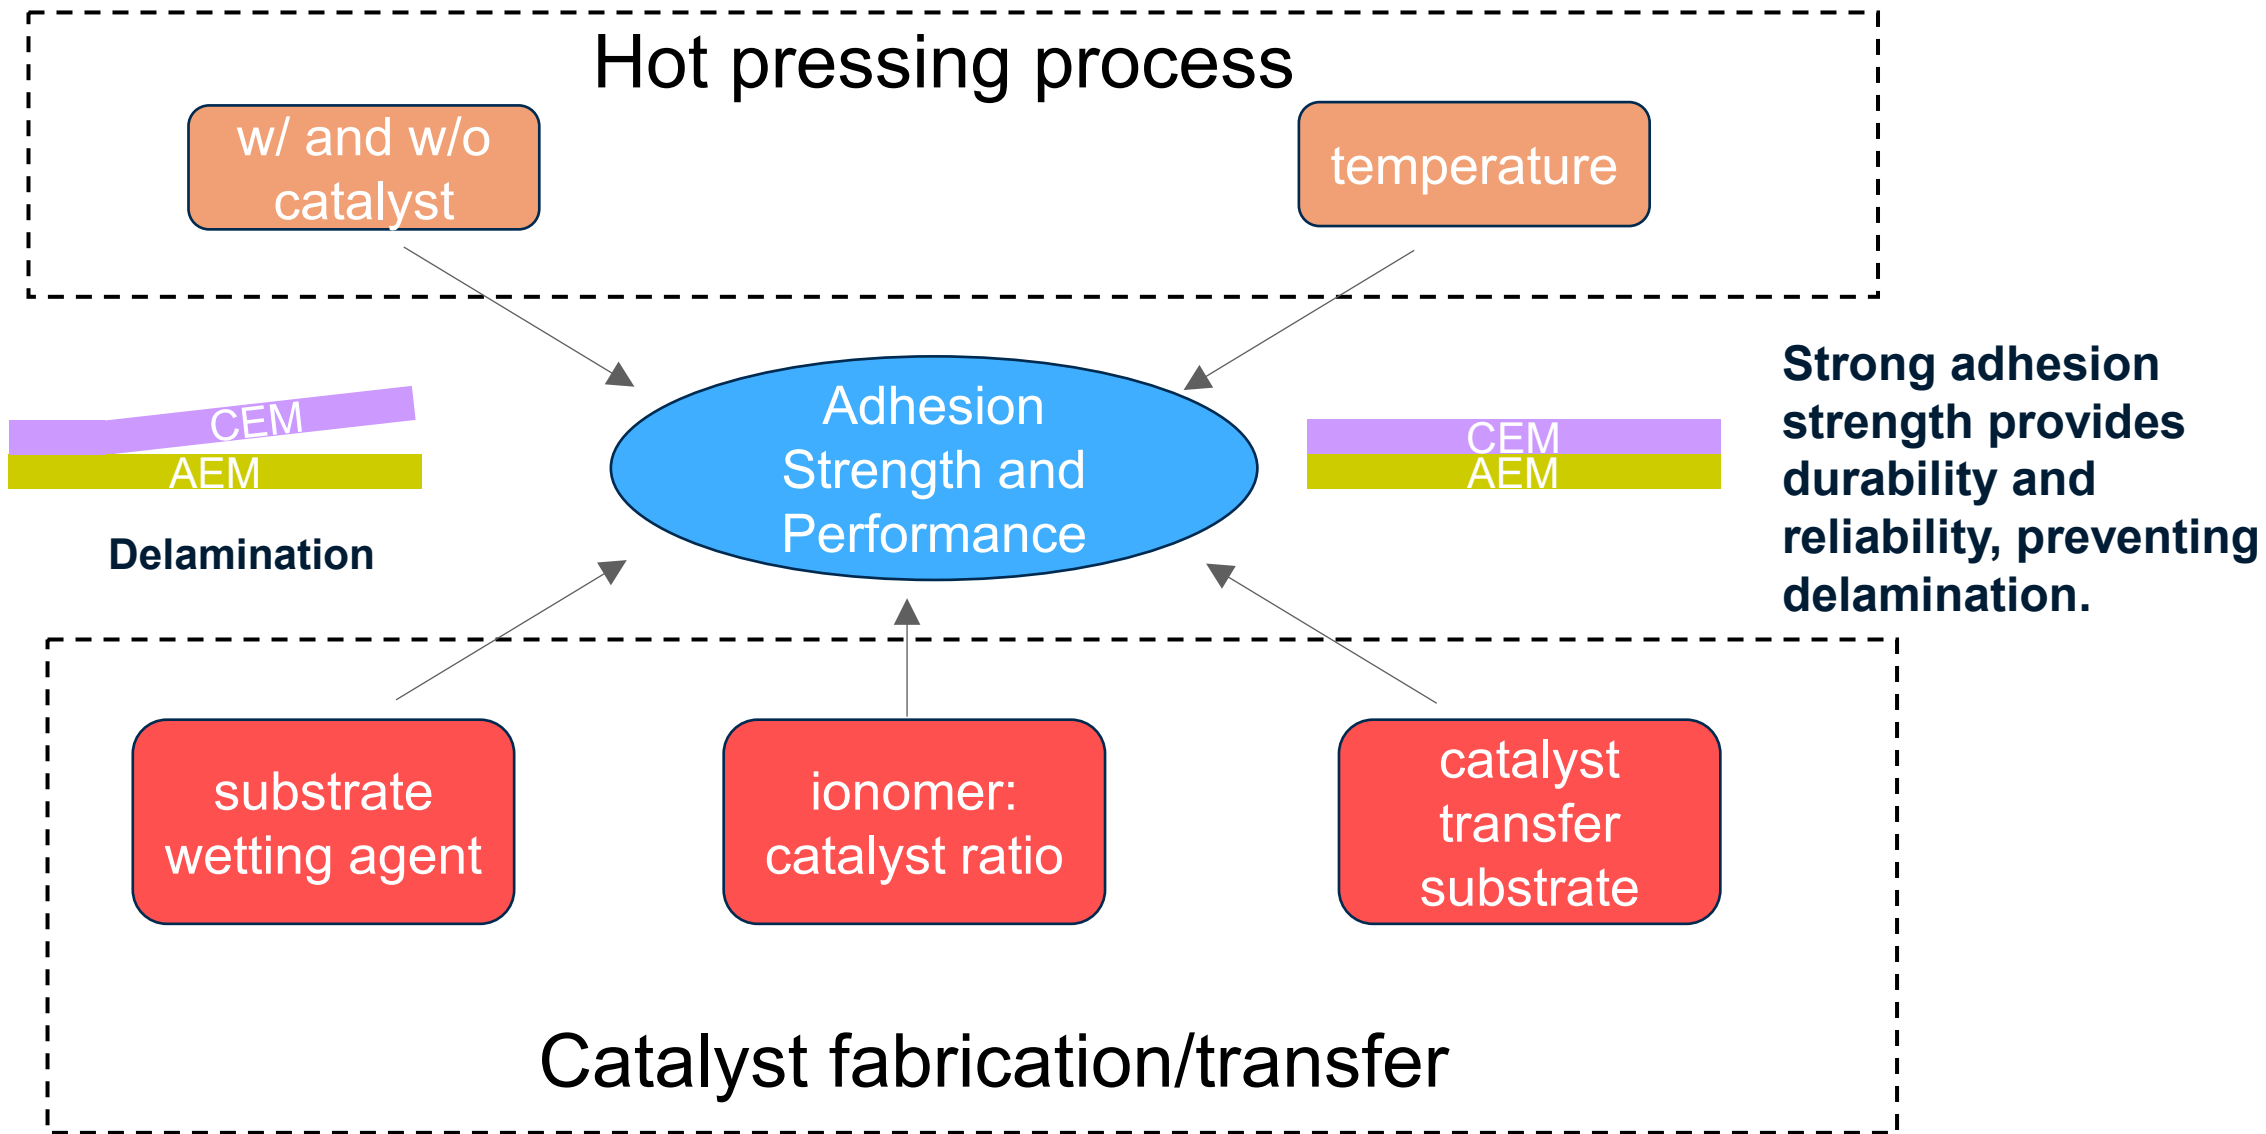 Hot pressing process
w/ and w/o
catalyst
temperature
CEM
AEM
Delamination
Adhesion
Strength and
Performance
CEM
AEM
Strong adhesion
strength provides
durability and
reliability, preventing
delamination.
substrate
wetting agent
ionomer:
catalyst ratio
catalyst
transfer
substrate
Catalyst fabrication/transfer